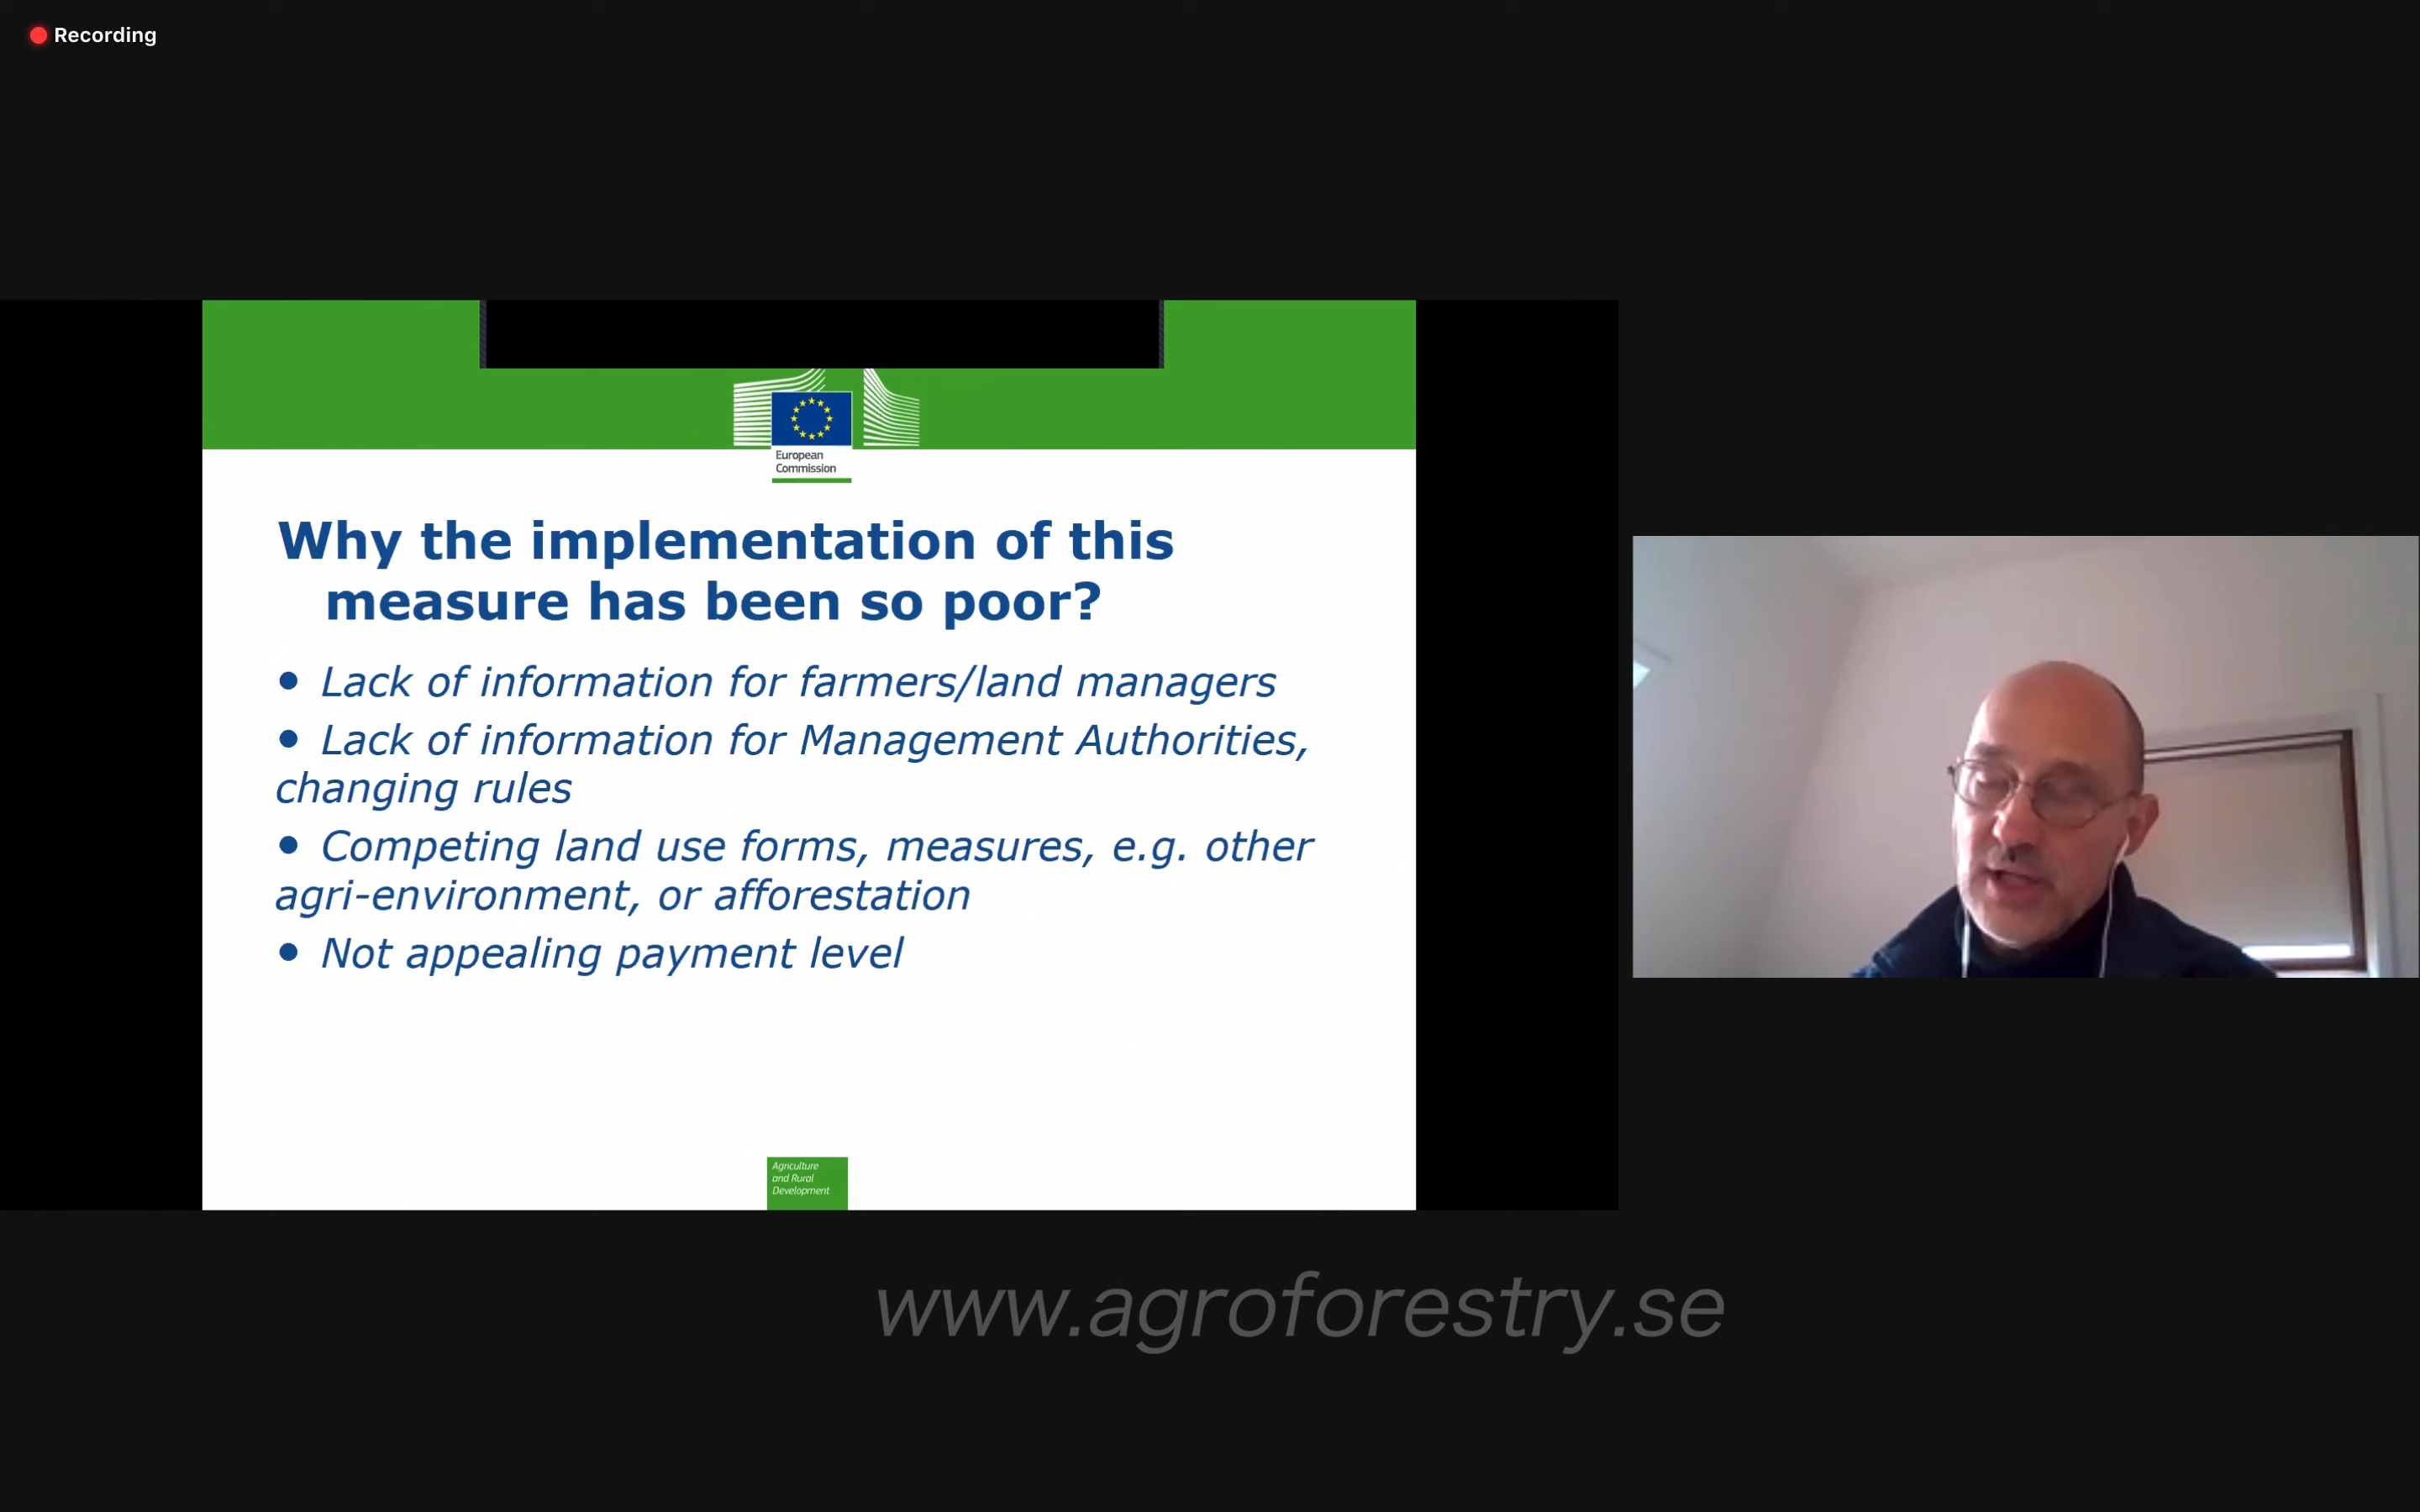 Recording
European
Commission
Why the implementation of this
measure has been so poor?
• Lack of information for farmers/land managers
• Lack of information for Management Authorities,
changing rules
• Competing land use forms, measures, e.g. other
agri-environment, or afforestation
• Not appealing payment level
Agriculture
and Rural
Development
www.agroforestry.se